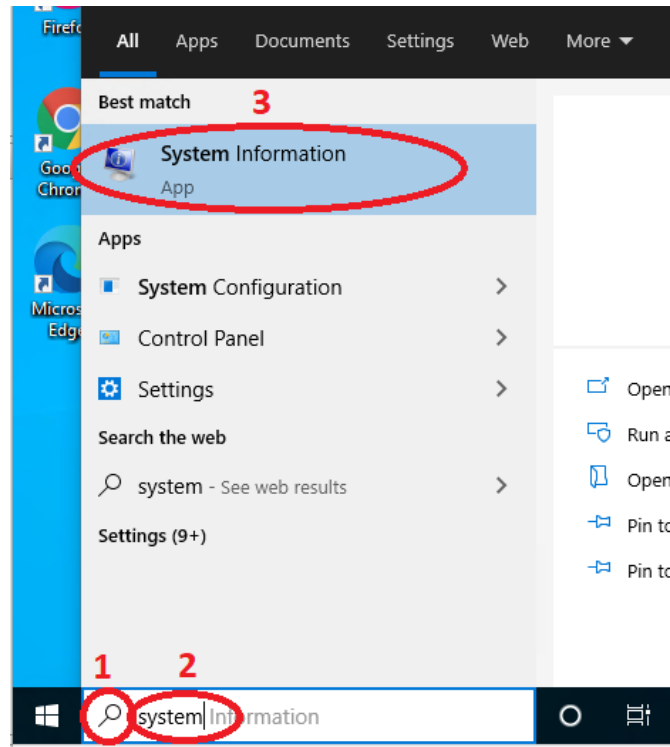 Firefo
All Apps Documents Settings Web More
Best match
3
System Information
App
Goog
Chron
Apps
System Configuration
Micros
Edge
Control Panel
Settings
Search the web
system - See web results
Settings (9+)
Open
Run a
Open
Pin to
Pin to
1
2
system Information